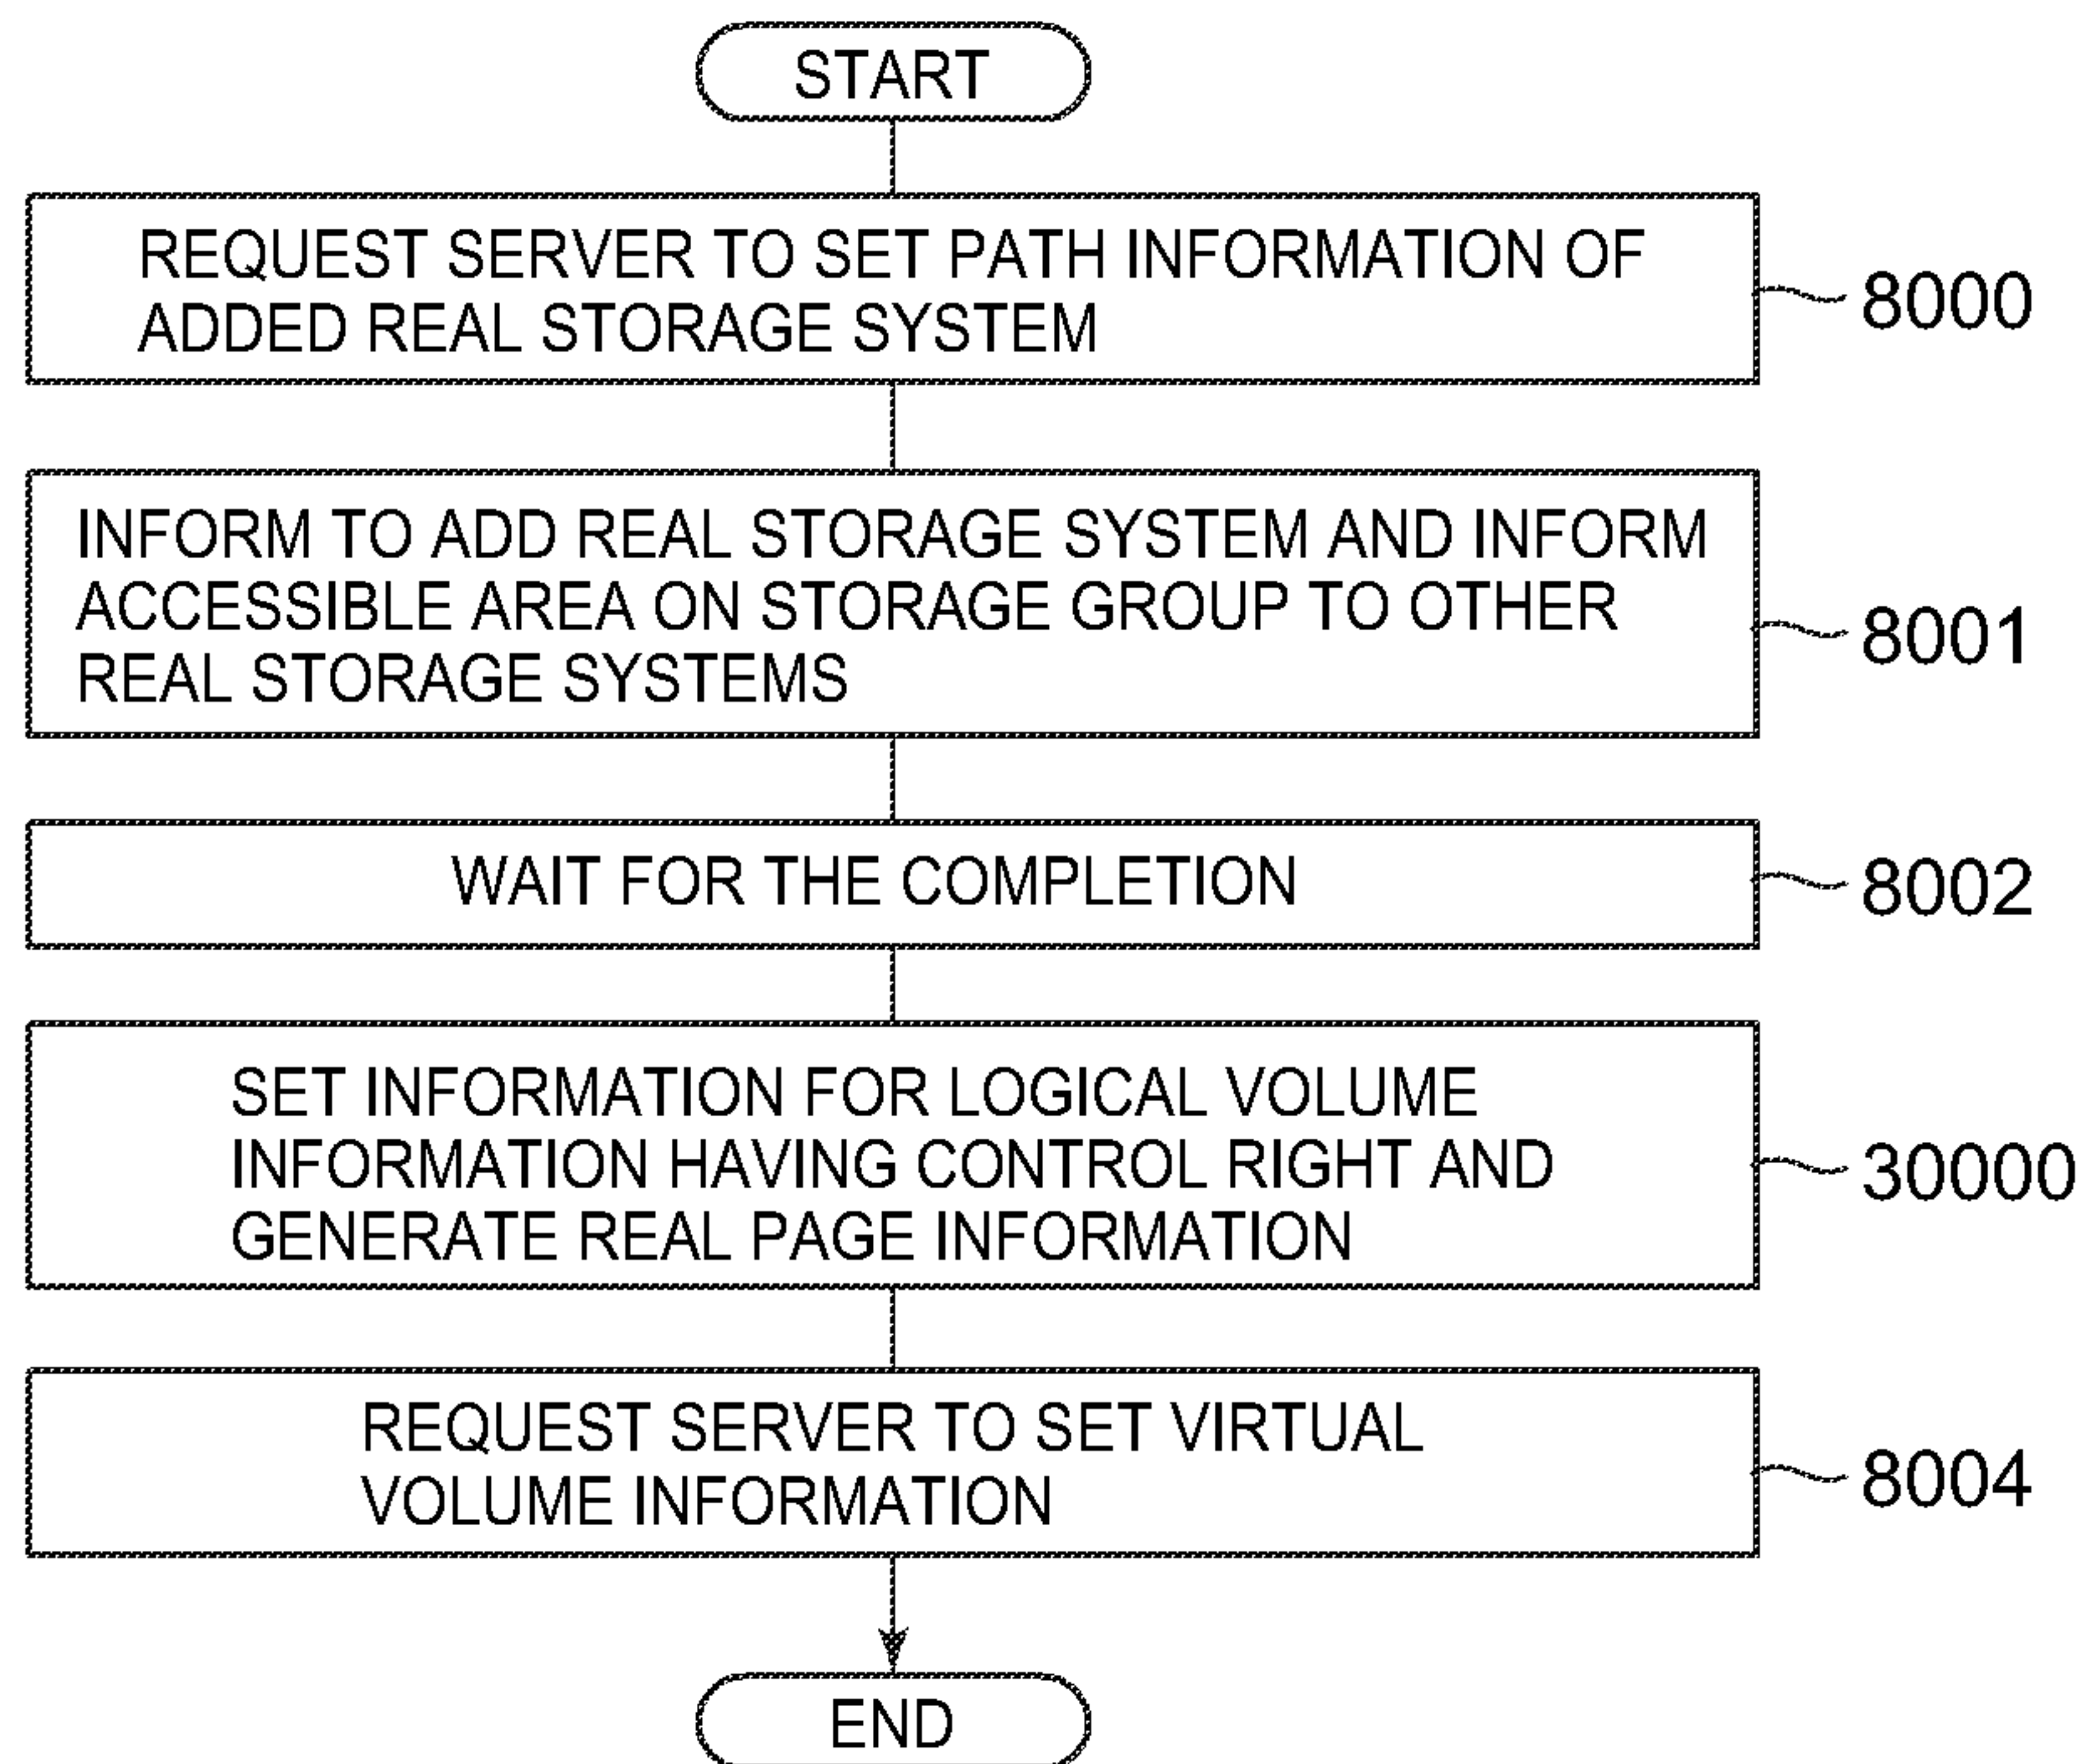 START
REQUEST SERVER TO SET PATH INFORMATION OF
ADDED REAL STORAGE SYSTEM
8000
INFORM TO ADD REAL STORAGE SYSTEM AND INFORM
ACCESSIBLE AREA ON STORAGE GROUP TO OTHER
REAL STORAGE SYSTEMS
8001
WAIT FOR THE COMPLETION
8002
SET INFORMATION FOR LOGICAL VOLUME
INFORMATION HAVING CONTROL RIGHT AND
GENERATE REAL PAGE INFORMATION
30000
REQUEST SERVER TO SET VIRTUAL
VOLUME INFORMATION
8004
END